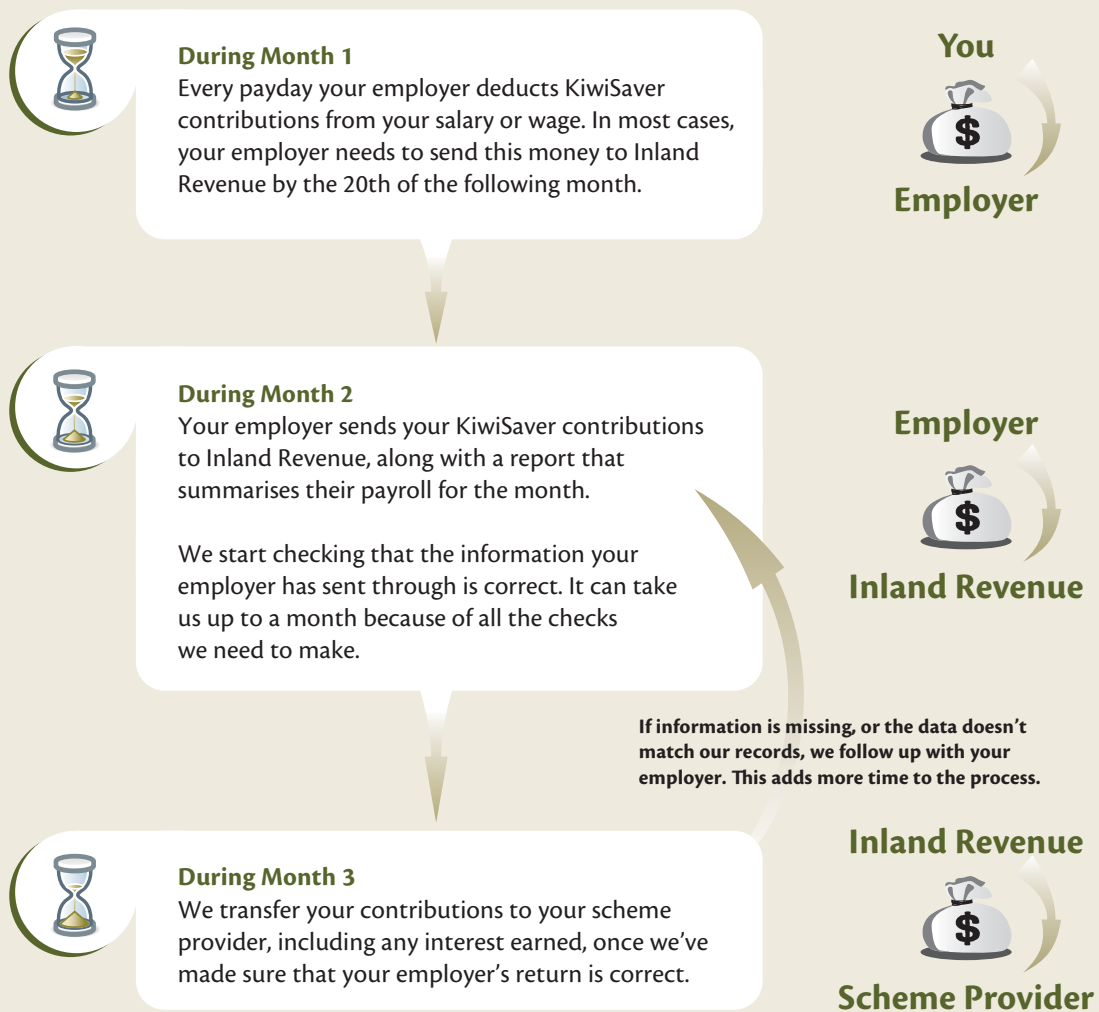 During Month 1
Every payday your employer deducts KiwiSaver
contributions from your salary or wage. In most cases,
your employer needs to send this money to Inland
Revenue by the 20th of the following month.
You
$
Employer
During Month 2
Your employer sends your KiwiSaver contributions
to Inland Revenue, along with a report that
summarises their payroll for the month.
We start checking that the information your
employer has sent through is correct. It can take
us up to a month because of all the checks
we need to make.
Employer
$
Inland Revenue
If information is missing, or the data doesn’t
match our records, we follow up with your
employer. This adds more time to the process.
During Month 3
We transfer your contributions to your scheme
provider, including any interest earned, once we’ve
made sure that your employer’s return is correct.
Inland Revenue
$
Scheme Provider